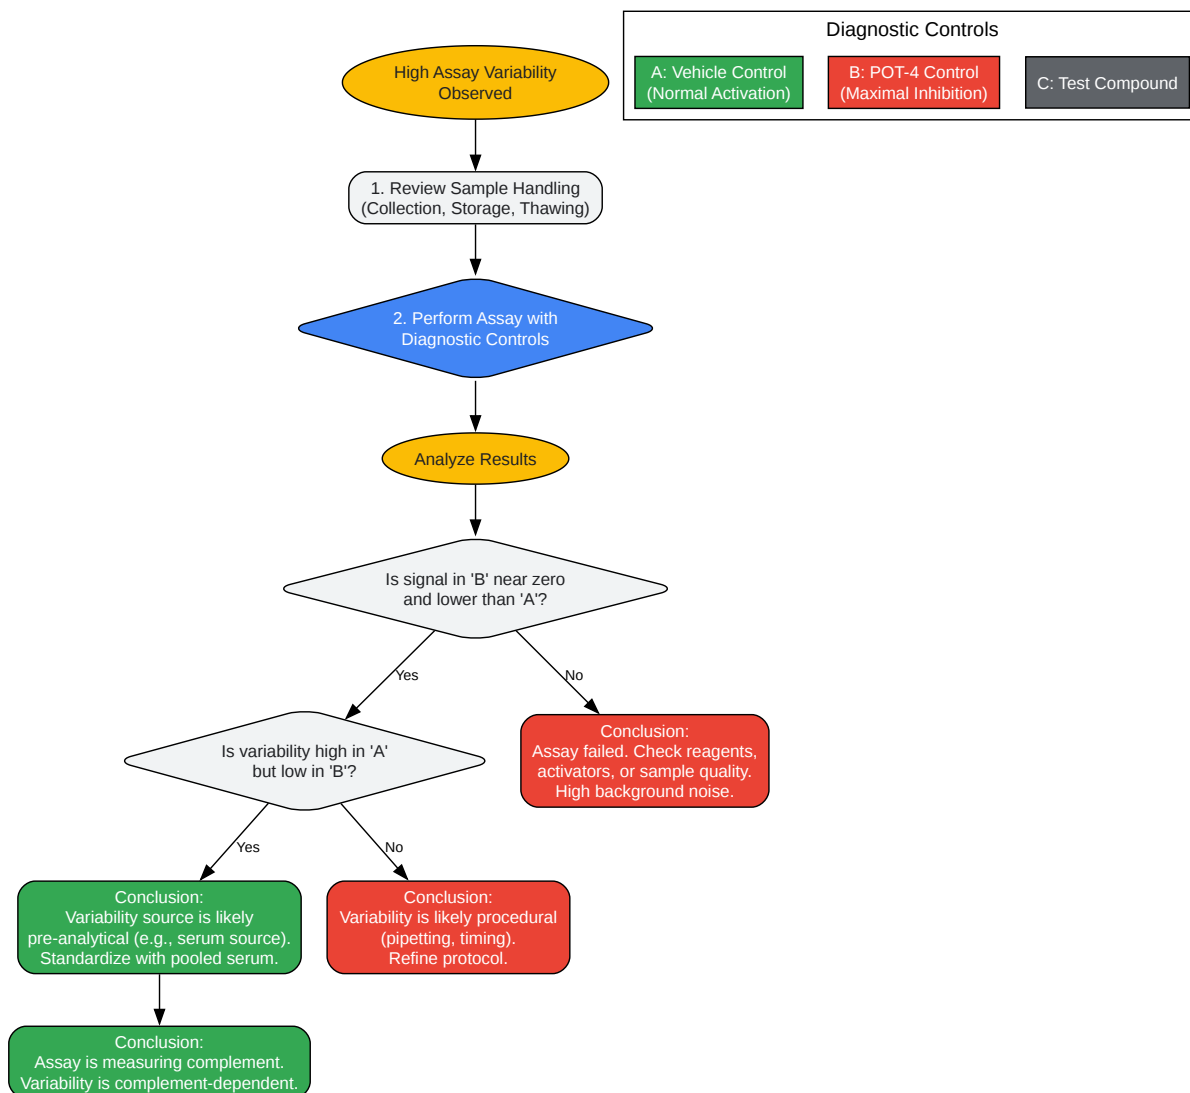 Diagnostic Controls
A: Vehicle Control
(Normal Activation)
B: POT-4 Control
(Maximal Inhibition)
C: Test Compound
High Assay Variability
Observed
1. Review Sample Handling
(Collection, Storage, Thawing)
2. Perform Assay with
Diagnostic Controls
Analyze Results
Is signal in 'B' near zero
and lower than 'A'?
Yes
No
Is variability high in 'A'
but low in 'B'?
Conclusion:
Assay failed. Check reagents,
activators, or sample quality.
High background noise.
Yes
No
Conclusion:
Variability source is likely
pre-analytical (e.g., serum source).
Standardize with pooled serum.
Conclusion:
Variability is likely procedural
(pipetting, timing).
Refine protocol.
Conclusion:
Assay is measuring complement.
Variability is complement-dependent.